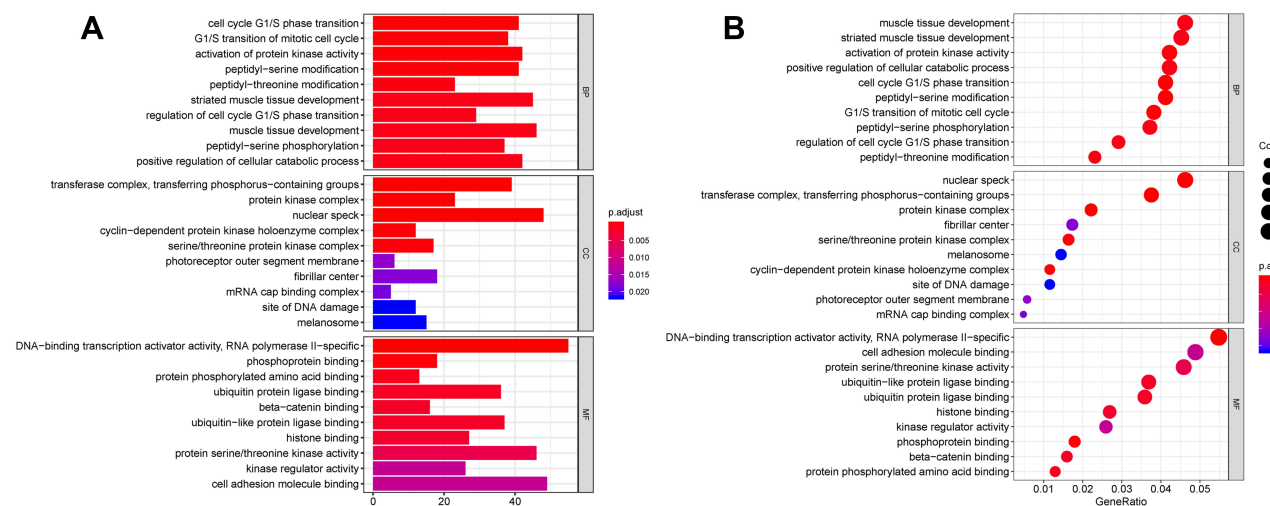 A
cell cycle G1/S phase transition
G1/S transition of mitotic cell cycle
activation of protein kinase activity
peptidyl−serine modification
peptidyl−threonine modification
striated muscle tissue development
regulation of cell cycle G1/S phase transition
muscle tissue development
peptidyl−serine phosphorylation
positive regulation of cellular catabolic process
BP
transferase complex, transferring phosphorus−containing groups
protein kinase complex
nuclear speck
cyclin−dependent protein kinase holoenzyme complex
serine/threonine protein kinase complex
photoreceptor outer segment membrane
fibrillar center
mRNA cap binding complex
site of DNA damage
melanosome
CC
DNA−binding transcription activator activity, RNA polymerase II−specific
phosphoprotein binding
protein phosphorylated amino acid binding
ubiquitin protein ligase binding
beta−catenin binding
ubiquitin−like protein ligase binding
histone binding
protein serine/threonine kinase activity
kinase regulator activity
cell adhesion molecule binding
MF
0 20 40
p.adjust
0.005
0.010
0.015
0.020
B
muscle tissue development
striated muscle tissue development
activation of protein kinase activity
positive regulation of cellular catabolic process
cell cycle G1/S phase transition
peptidyl−serine modification
G1/S transition of mitotic cell cycle
peptidyl−serine phosphorylation
regulation of cell cycle G1/S phase transition
peptidyl−threonine modification
BP
nuclear speck
transferase complex, transferring phosphorus−containing groups
protein kinase complex
fibrillar center
serine/threonine protein kinase complex
melanosome
cyclin−dependent protein kinase holoenzyme complex
site of DNA damage
photoreceptor outer segment membrane
mRNA cap binding complex
CC
DNA−binding transcription activator activity, RNA polymerase II−specific
cell adhesion molecule binding
protein serine/threonine kinase activity
ubiquitin−like protein ligase binding
ubiquitin protein ligase binding
histone binding
kinase regulator activity
phosphoprotein binding
beta−catenin binding
protein phosphorylated amino acid binding
MF
0.01 0.02 0.03 0.04 0.05
GeneRatio
Co
p.a